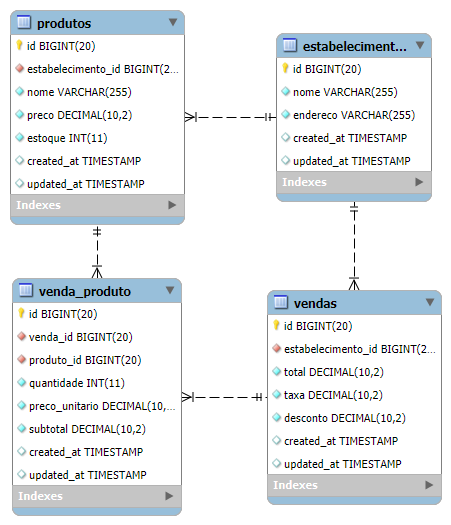 produtos
id BIGINT(20)
estabelecimento_id BIGINT(2...
nome VARCHAR(255)
preco DECIMAL(10,2)
estoque INT(11)
created_at TIMESTAMP
updated_at TIMESTAMP
Indexes
estabeleciment...
id BIGINT(20)
nome VARCHAR(255)
endereco VARCHAR(255)
created_at TIMESTAMP
updated_at TIMESTAMP
Indexes
venda_produto
id BIGINT(20)
venda_id BIGINT(20)
produto_id BIGINT(20)
quantidade INT(11)
preco_unitario DECIMAL(10,...
subtotal DECIMAL(10,2)
created_at TIMESTAMP
updated_at TIMESTAMP
Indexes
vendas
id BIGINT(20)
estabelecimento_id BIGINT(2...
total DECIMAL(10,2)
taxa DECIMAL(10,2)
desconto DECIMAL(10,2)
created_at TIMESTAMP
updated_at TIMESTAMP
Indexes